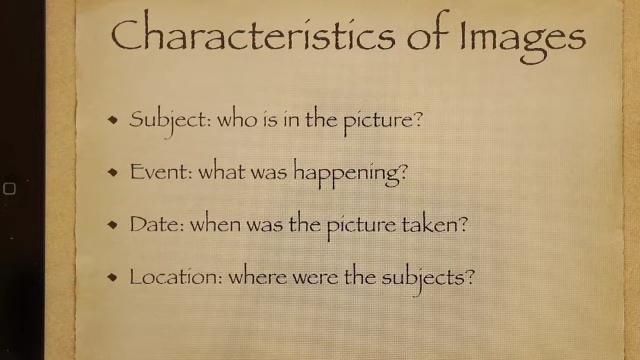 Characteristics of Images
Subject: who is in the picture?
Event: what was happening?
Date: when was the picture taken?
Location: where were the subjects?